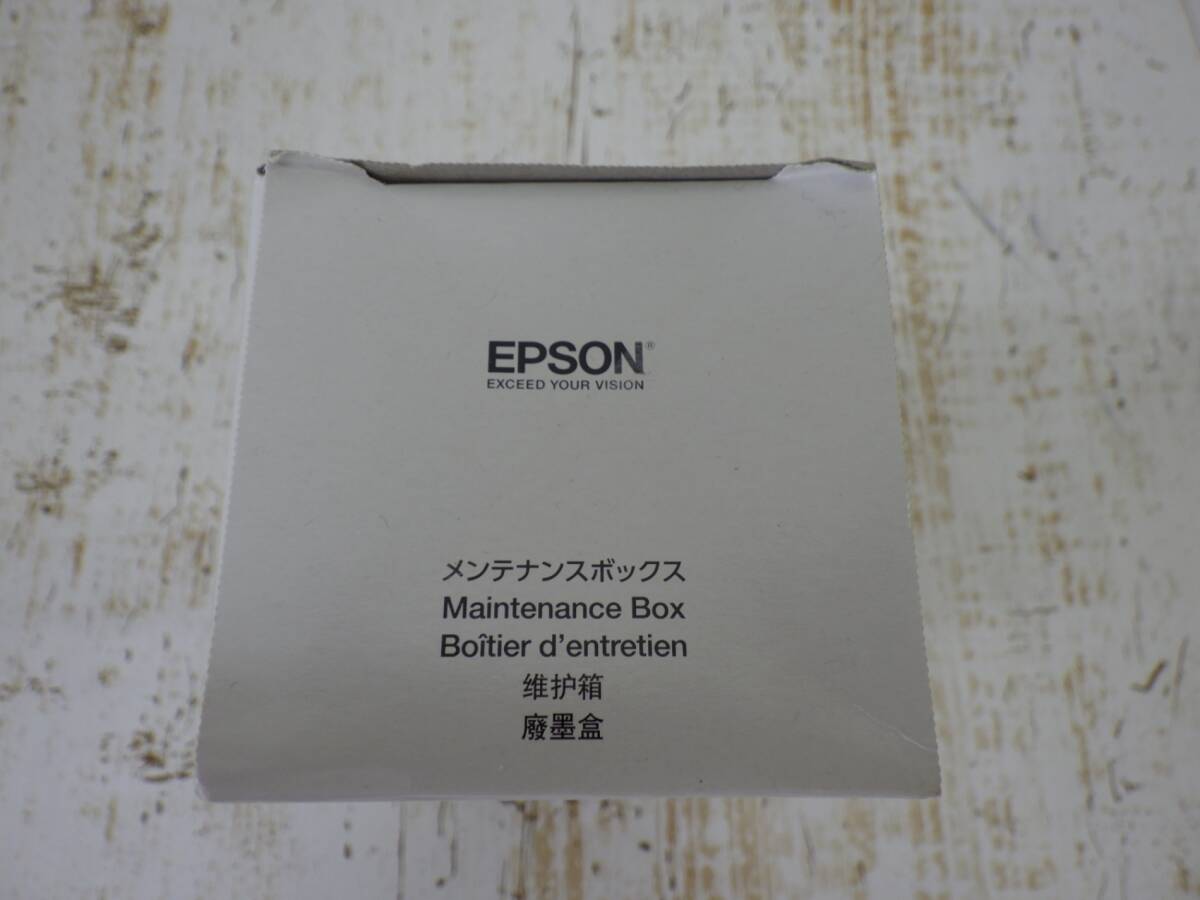 EPSON®
EXCEED YOUR VISION
メンテナンスボックス
Maintenance Box
Boîtier d'entretien
维护箱
廢墨盒